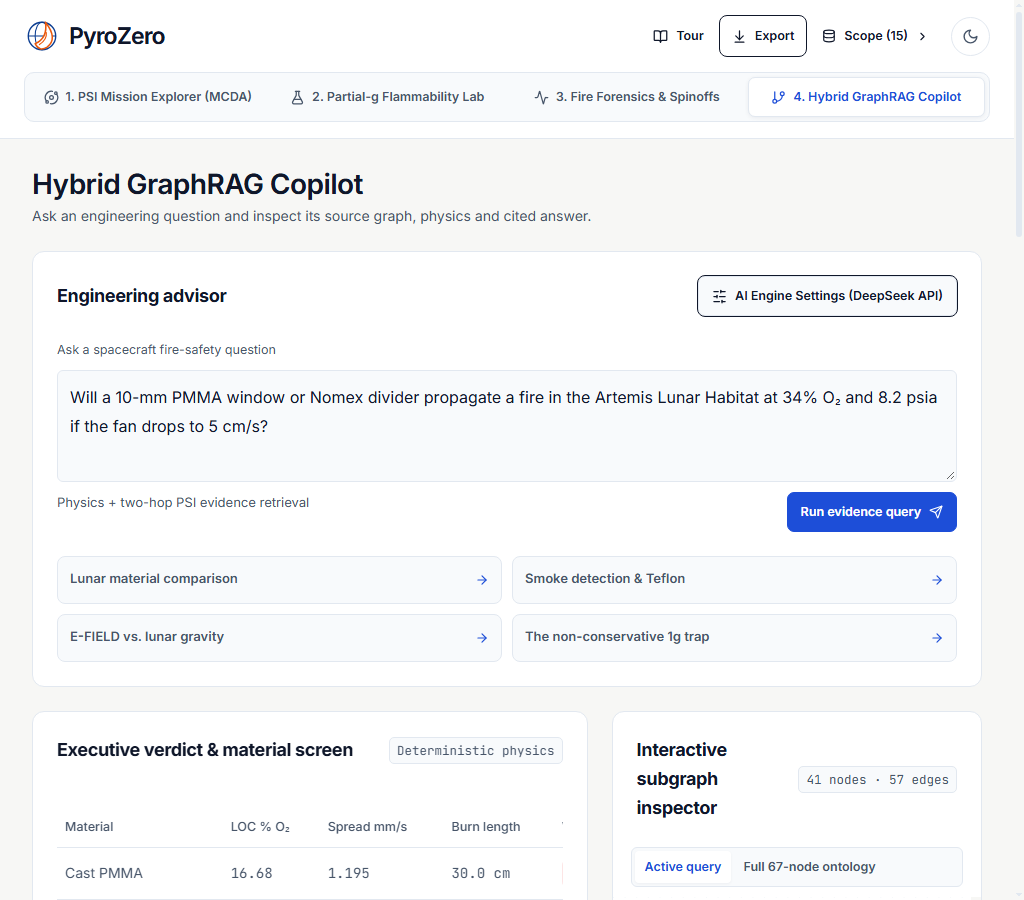 PyroZero
Tour
Export
Scope (15)
1. PSI Mission Explorer (MCDA)
2. Partial-g Flammability Lab
3. Fire Forensics & Spinoffs
4. Hybrid GraphRAG Copilot
Hybrid GraphRAG Copilot
Ask an engineering question and inspect its source graph, physics and cited answer.
Engineering advisor
AI Engine Settings (DeepSeek API)
Ask a spacecraft fire-safety question
Will a 10-mm PMMA window or Nomex divider propagate a fire in the Artemis Lunar Habitat at 34% O₂ and 8.2 psia
if the fan drops to 5 cm/s?
Physics + two-hop PSI evidence retrieval
Run evidence query
Lunar material comparison
Smoke detection & Teflon
E-FIELD vs. lunar gravity
The non-conservative 1g trap
Executive verdict & material screen
Deterministic physics
Material
LOC % O₂
Spread mm/s
Burn length
Cast PMMA
16.68
1.195
30.0 cm
Interactive
subgraph
inspector
41 nodes · 57 edges
Active query
Full 67-node ontology